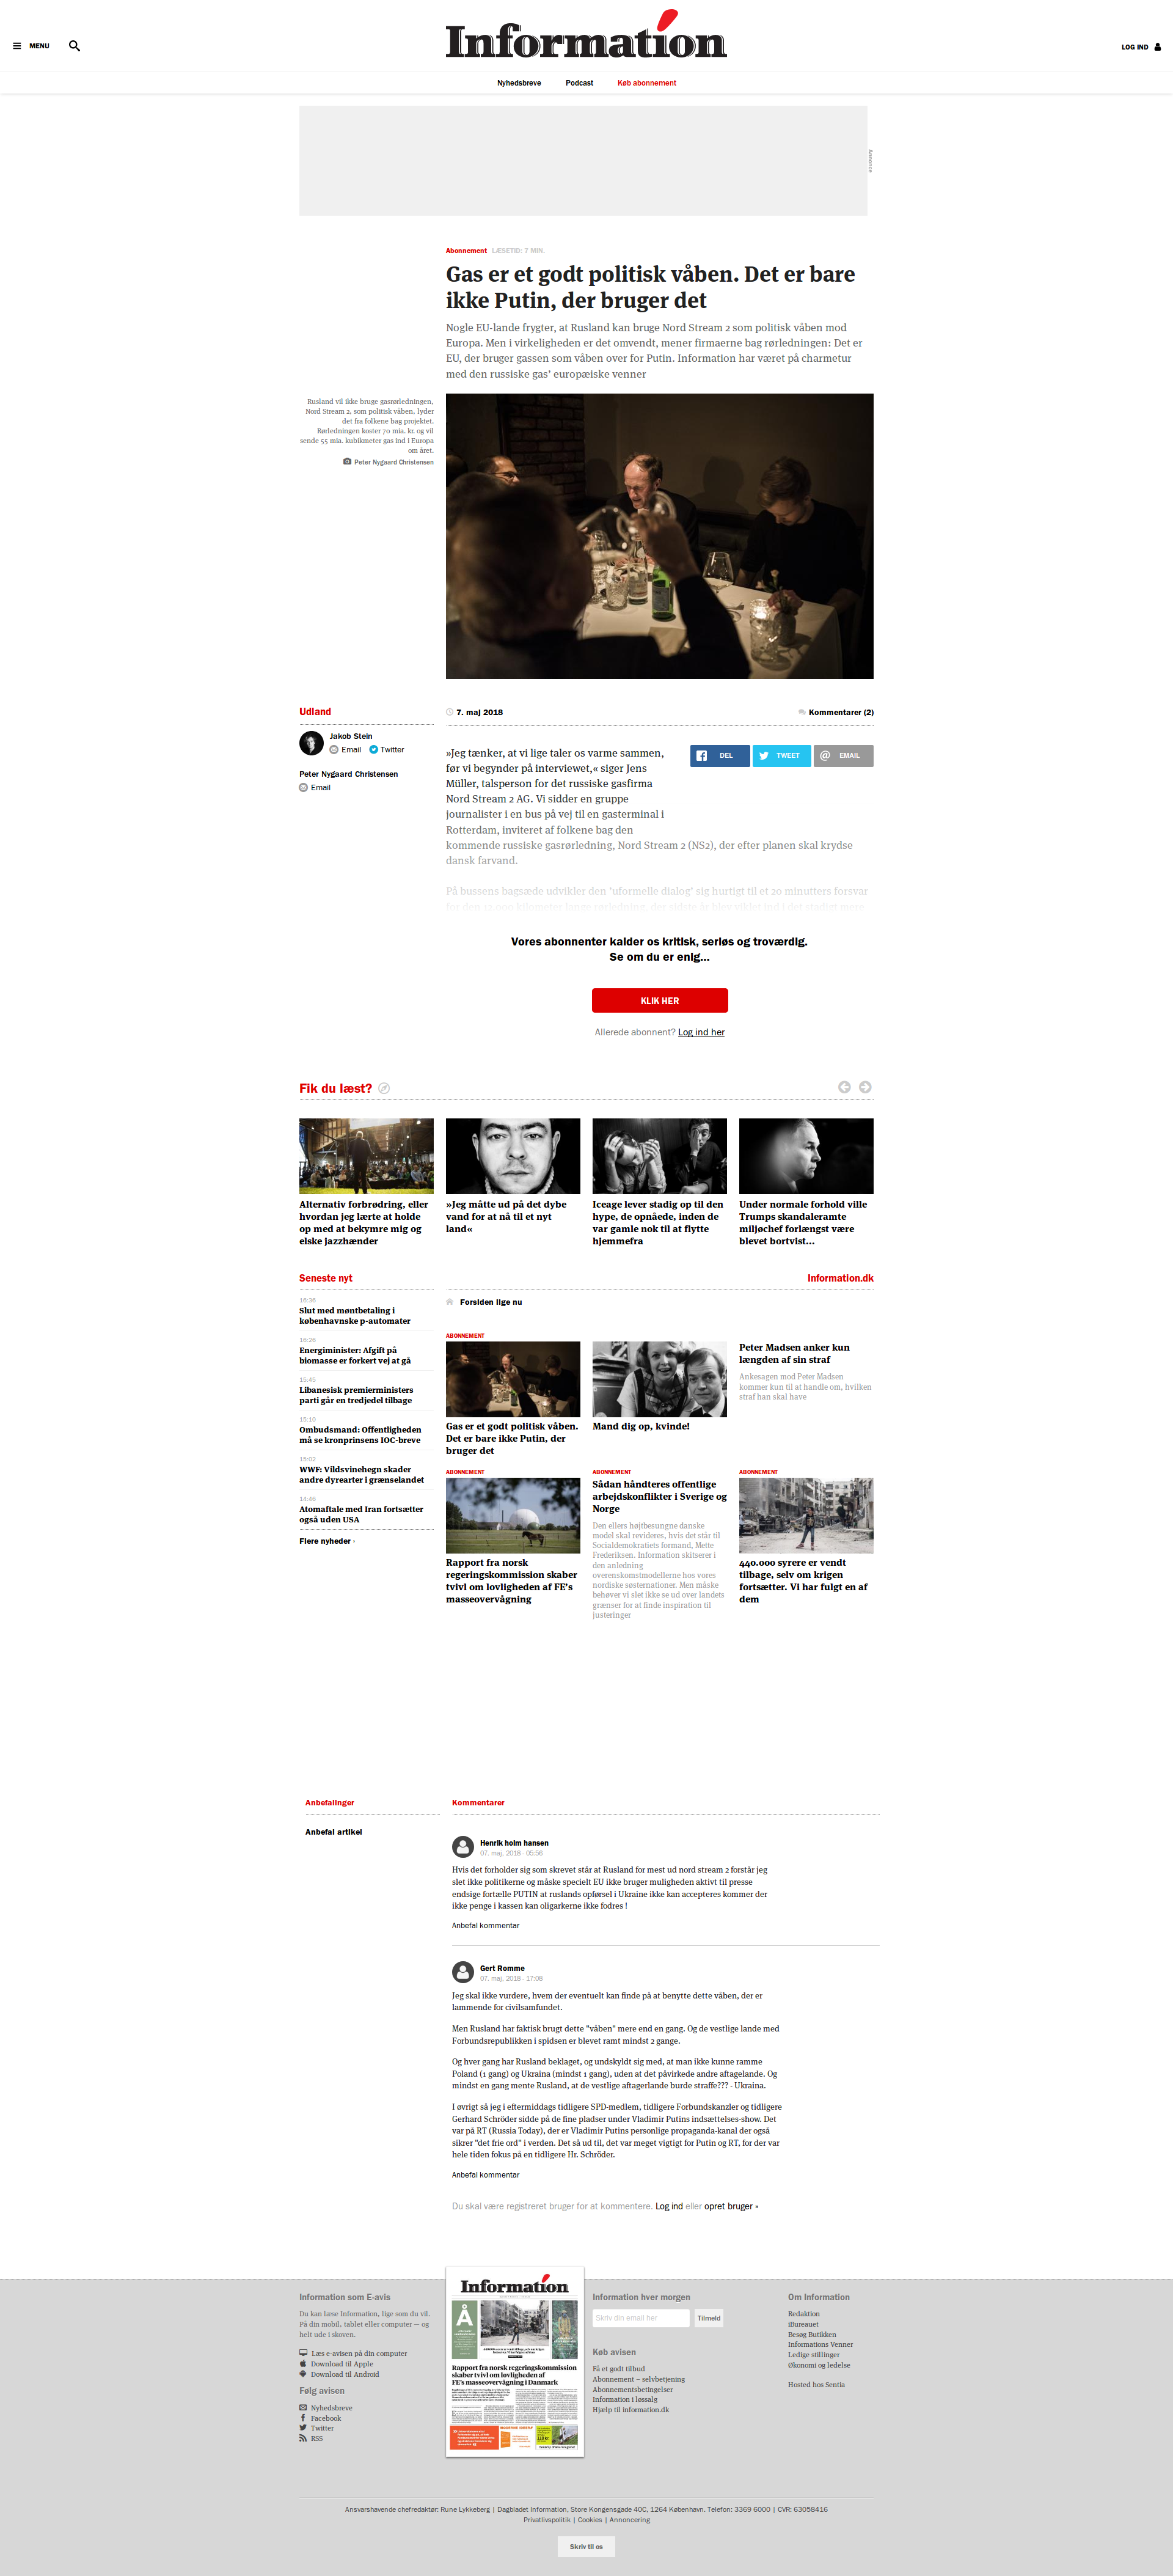 MENU
Information
LOG IND
Nyhedsbreve
Podcast
Køb abonnement
Annonce
Abonnement LÆSETID: 7 MIN.
Gas er et godt politisk våben. Det er bare
ikke Putin, der bruger det
Nogle EU-lande frygter, at Rusland kan bruge Nord Stream 2 som politisk våben mod
Europa. Men i virkeligheden er det omvendt, mener firmaerne bag rørledningen: Det er
EU, der bruger gassen som våben over for Putin. Information har været på charmetur
med den russiske gas’ europæiske venner
Rusland vil ikke bruge gasrørledningen,
Nord Stream 2, som politisk våben, lyder
det fra folkene bag projektet.
Rørledningen koster 70 mia. kr. og vil
sende 55 mia. kubikmeter gas ind i Europa
om året.
Peter Nygaard Christensen
Udland
Jakob Stein
Email Twitter
Peter Nygaard Christensen
Email
7. maj 2018
Kommentarer (2)
DEL
TWEET
EMAIL
»Jeg tænker, at vi lige taler os varme sammen,
før vi begynder på interviewet,« siger Jens
Müller, talsperson for det russiske gasfirma
Nord Stream 2 AG. Vi sidder en gruppe
journalister i en bus på vej til en gasterminal i
Rotterdam, inviteret af folkene bag den
kommende russiske gasrørledning, Nord Stream 2 (NS2), der efter planen skal krydse
dansk farvand.
På bussens bagsæde udvikler den ’uformelle dialog’ sig hurtigt til et 20 minutters forsvar
Vores abonnenter kalder os kritisk, seriøs og troværdig.
Se om du er enig...
KLIK HER
Allerede abonnent? Log ind her
Fik du læst?
Alternativ forbrødring, eller
hvordan jeg lærte at holde
op med at bekymre mig og
elske jazzhænder
»Jeg måtte ud på det dybe
vand for at nå til et nyt
land«
Iceage lever stadig op til den
hype, de opnåede, inden de
var gamle nok til at flytte
hjemmefra
Under normale forhold ville
Trumps skandaleramte
miljøchef forlængst være
blevet bortvist...
Seneste nyt
16:36
Slut med møntbetaling i
københavnske p-automater
16:26
Energiminister: Afgift på
biomasse er forkert vej at gå
15:45
Libanesisk premierministers
parti går en tredjedel tilbage
15:10
Ombudsmand: Offentligheden
må se kronprinsens IOC-breve
15:02
WWF: Vildsvinehegn skader
andre dyrearter i grænselandet
14:46
Atomaftale med Iran fortsætter
også uden USA
Flere nyheder ›
Information.dk
Forsiden lige nu
ABONNEMENT
Gas er et godt politisk våben.
Det er bare ikke Putin, der
bruger det
Mand dig op, kvinde!
Peter Madsen anker kun
længden af sin straf
Ankesagen mod Peter Madsen
kommer kun til at handle om, hvilken
straf han skal have
ABONNEMENT
Rapport fra norsk
regeringskommission skaber
tvivl om lovligheden af FE’s
masseovervågning
ABONNEMENT
Sådan håndteres offentlige
arbejdskonflikter i Sverige og
Norge
Den ellers højtbesungne danske
model skal revideres, hvis det står til
Socialdemokratiets formand, Mette
Frederiksen. Information skitserer i
den anledning
overenskomstmodellerne hos vores
nordiske søsternationer. Men måske
behøver vi slet ikke se ud over landets
grænser for at finde inspiration til
justeringer
ABONNEMENT
440.000 syrere er vendt
tilbage, selv om krigen
fortsætter. Vi har fulgt en af
dem
Anbefalinger
Anbefal artikel
Kommentarer
Henrik holm hansen
07. maj, 2018 - 05:56
Hvis det forholder sig som skrevet står at Rusland for mest ud nord stream 2 forstår jeg
slet ikke politikerne og måske specielt EU ikke bruger muligheden aktivt til presse
endsige fortælle PUTIN at ruslands opførsel i Ukraine ikke kan accepteres kommer der
ikke penge i kassen kan oligarkerne ikke fodres !
Anbefal kommentar
Gert Romme
07. maj, 2018 - 17:08
Jeg skal ikke vurdere, hvem der eventuelt kan finde på at benytte dette våben, der er
lammende for civilsamfundet.
Men Rusland har faktisk brugt dette "våben" mere end en gang. Og de vestlige lande med
Forbundsrepublikken i spidsen er blevet ramt mindst 2 gange.
Og hver gang har Rusland beklaget, og undskyldt sig med, at man ikke kunne ramme
Poland (1 gang) og Ukraina (mindst 1 gang), uden at det påvirkede andre aftagelande. Og
mindst en gang mente Rusland, at de vestlige aftagerlande burde straffe??? - Ukraina.
I øvrigt så jeg i eftermiddags tidligere SPD-medlem, tidligere Forbundskanzler og tidligere
Gerhard Schröder sidde på de fine pladser under Vladimir Putins indsættelses-show. Det
var på RT (Russia Today), der er Vladimir Putins personlige propaganda-kanal der også
sikrer "det frie ord" i verden. Det så ud til, det var meget vigtigt for Putin og RT, for der var
hele tiden fokus på en tidligere Hr. Schröder.
Anbefal kommentar
Du skal være registreret bruger for at kommentere. Log ind eller opret bruger »
Information som E-avis
Du kan læse Information, lige som du vil.
På din mobil, tablet eller computer — og
helt ude i skoven.
Læs e-avisen på din computer
Download til Apple
Download til Android
Følg avisen
Nyhedsbreve
Facebook
Twitter
RSS
Information
Rapport fra norsk regeringskommission
skaber tvivl om lovligheden af
FE’s masseovervågning i Danmark
Information hver morgen
Skriv din email her
Tilmeld
Køb avisen
Få et godt tilbud
Abonnement – selvbetjening
Abonnementsbetingelser
Information i løssalg
Hjælp til information.dk
Om Information
Redaktion
iBureauet
Besøg Butikken
Informations Venner
Ledige stillinger
Økonomi og ledelse
Hosted hos Sentia
Ansvarshavende chefredaktør: Rune Lykkeberg | Dagbladet Information, Store Kongensgade 40C, 1264 København. Telefon: 3369 6000 | CVR: 63058416
Privatlivspolitik | Cookies | Annoncering
Skriv til os